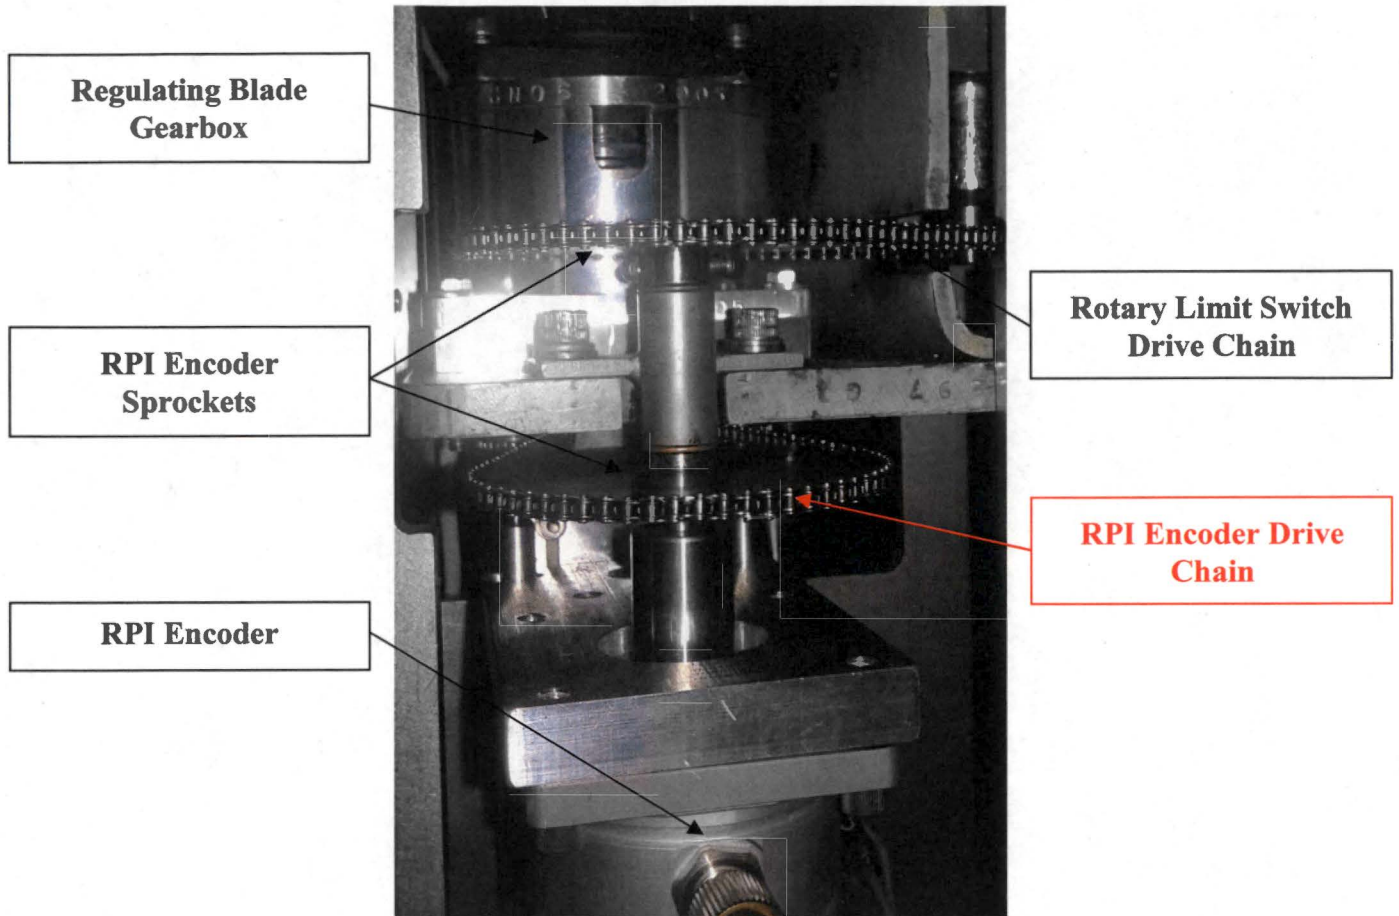 Regulating Blade
Gearbox
RPI Encoder
Sprockets
RPI Encoder
Rotary Limit Switch
Drive Chain
RPI Encoder Drive
Chain